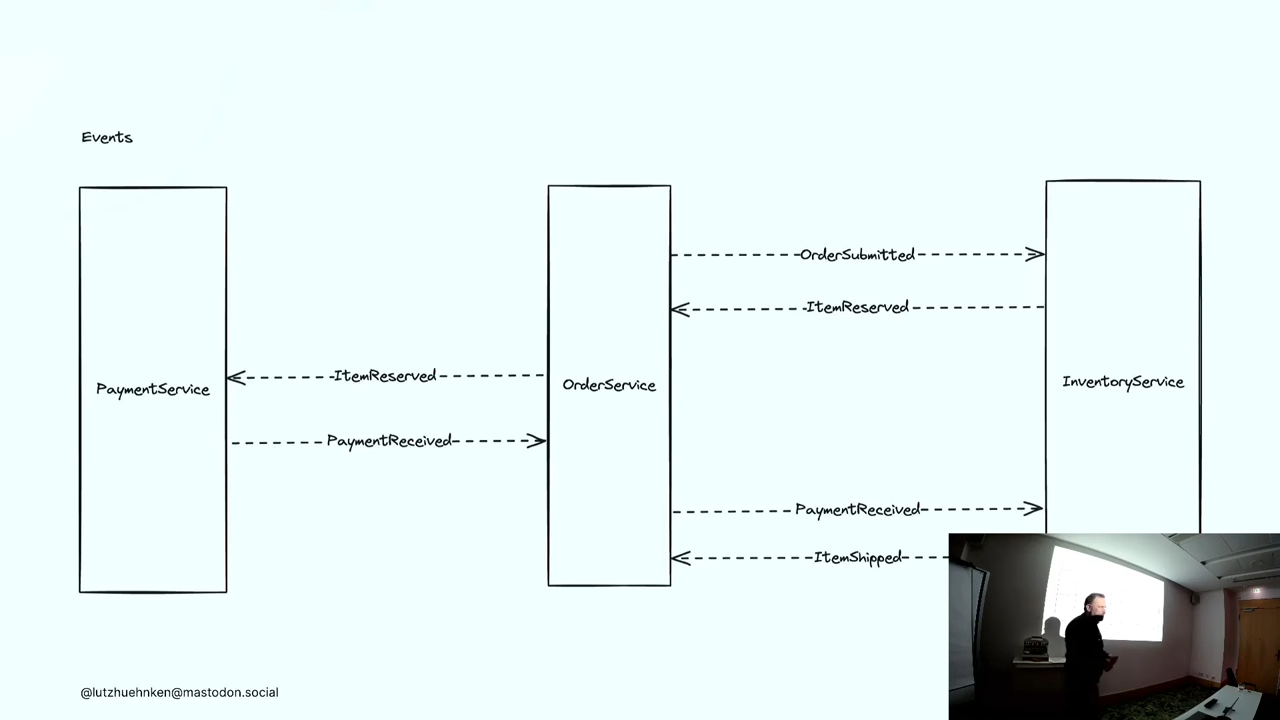 Events
OrderSubmitted
ItemReserved
ItemReserved
PaymentService
OrderService
InventoryService
PaymentReceived
PaymentReceived
ItemShipped
@lutzhuehnken@mastodon.social